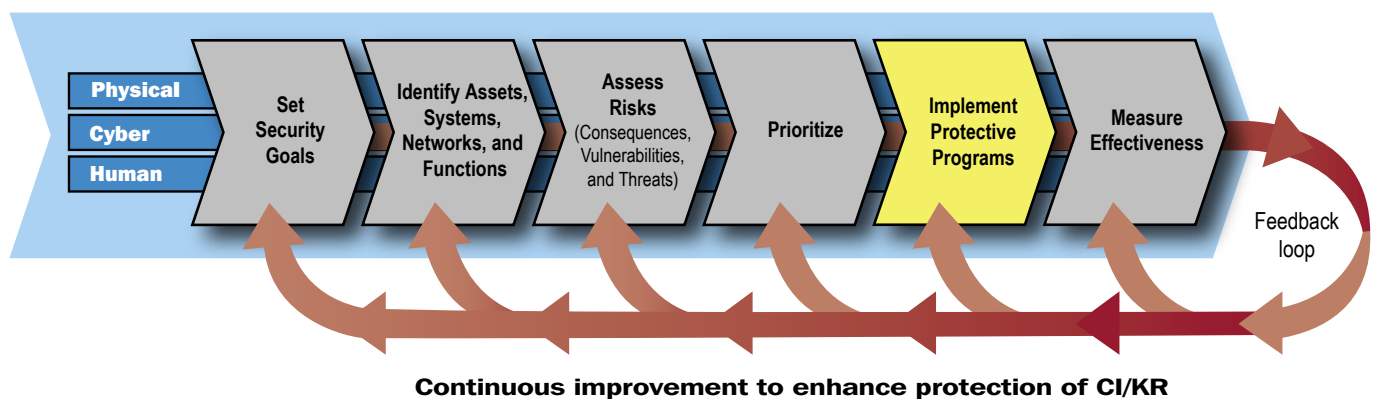 Physical
Cyber
Human
Set
Security
Goals
Identify Assets,
Systems,
Networks, and
Functions
Assess
Risks
(Consequences,
Vulnerabilities,
and Threats)
Prioritize
Implement
Protective
Programs
Measure
Effectiveness
Feedback
loop
Continuous improvement to enhance protection of CI/KR